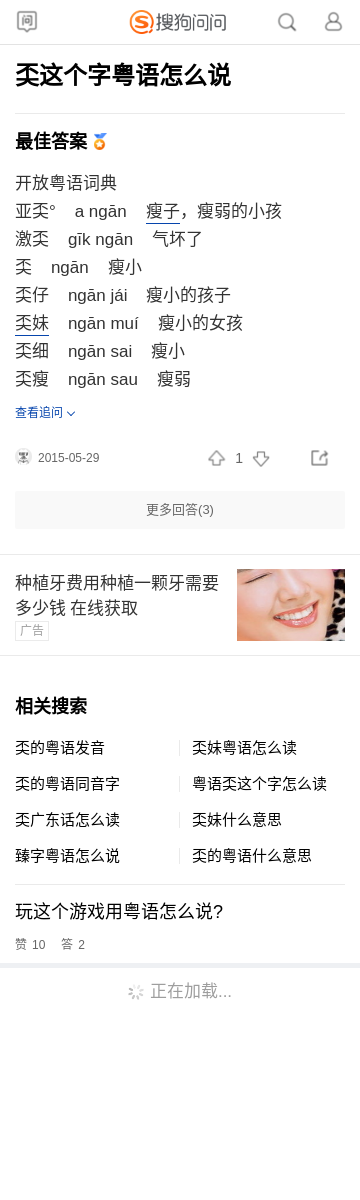 问
搜狗问问
奀这个字粤语怎么说
最佳答案
开放粤语词典
亚奀° a ngān 瘦子，瘦弱的小孩
激奀 gīk ngān 气坏了
奀 ngān 瘦小
奀仔 ngān jái 瘦小的孩子
奀妹 ngān muí 瘦小的女孩
奀细 ngān sai 瘦小
奀瘦 ngān sau 瘦弱
查看追问
2015-05-29 1
更多回答(3)
种植牙费用种植一颗牙需要
多少钱 在线获取
广告
相关搜索
奀的粤语发音 奀妹粤语怎么读
奀的粤语同音字 粤语奀这个字怎么读
奀广东话怎么读 奀妹什么意思
臻字粤语怎么说 奀的粤语什么意思
玩这个游戏用粤语怎么说?
赞 10 答 2
正在加载...